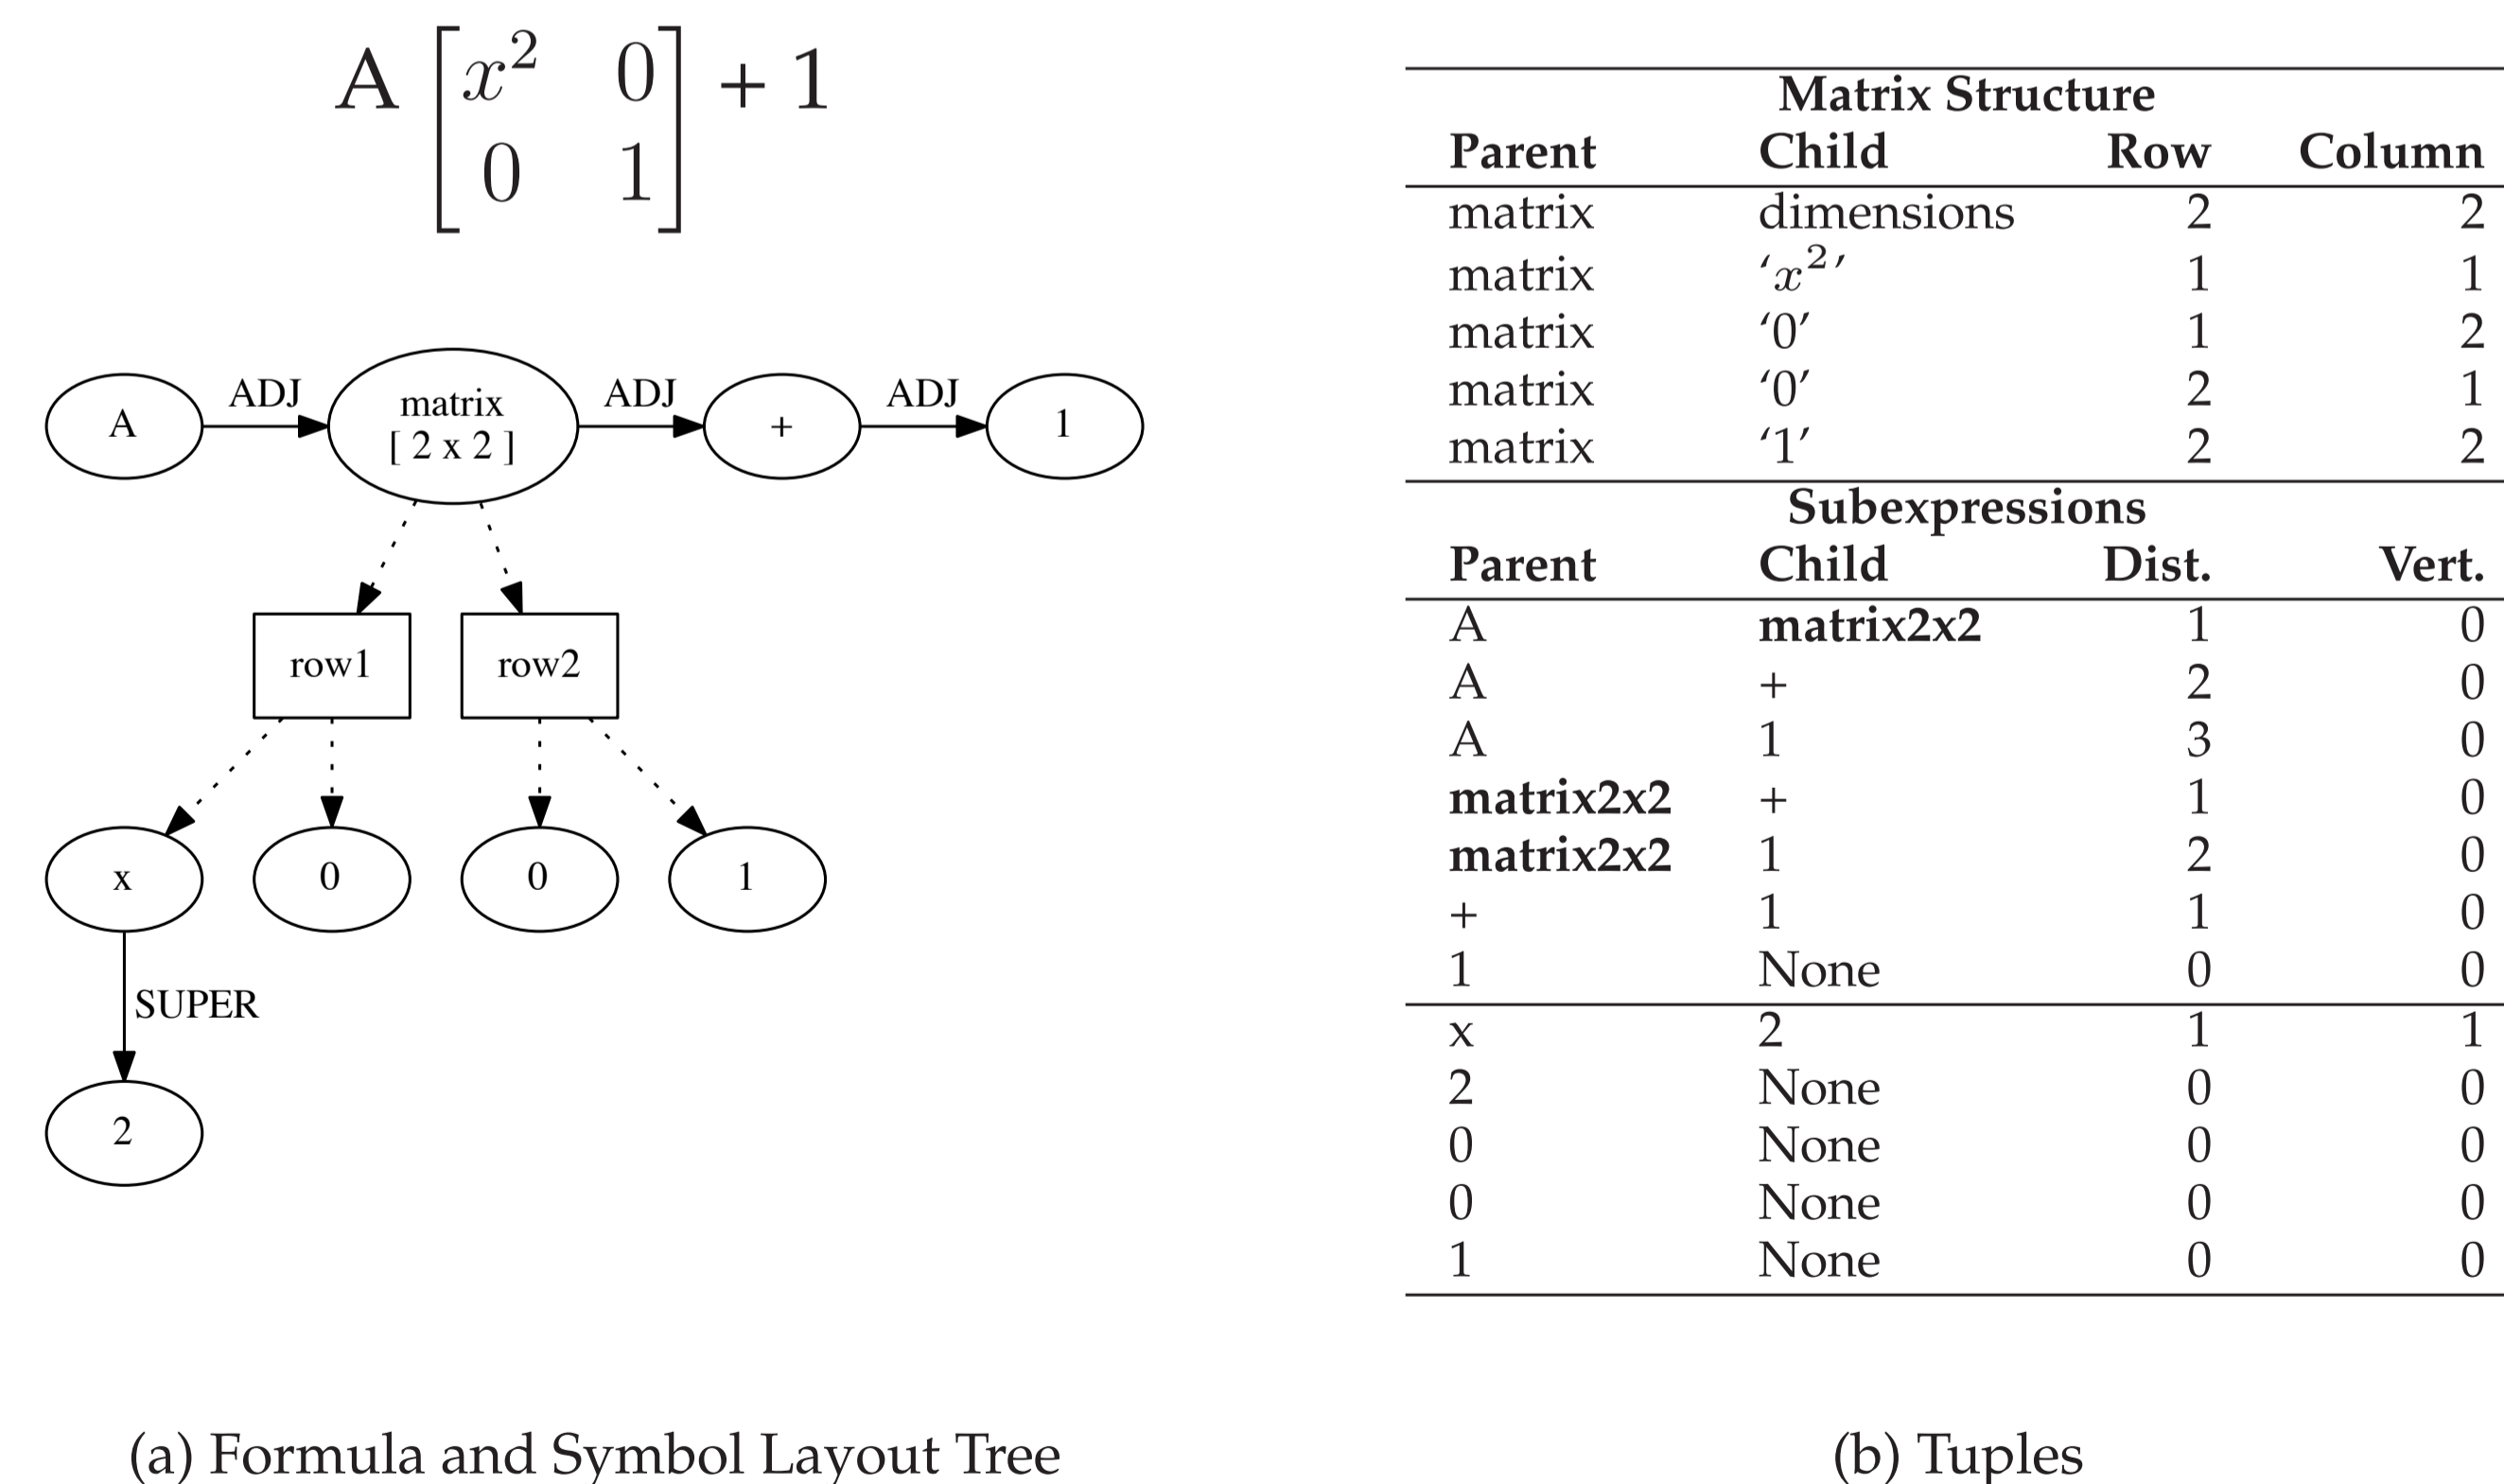 A [x² 0] + 1
0 1
A ADJ matrix [ 2 x 2 ] ADJ + ADJ 1
row1 row2
x 0 0 1
SUPER
2
(a) Formula and Symbol Layout Tree
Matrix Structure
Parent Child Row Column
matrix dimensions 2 2
matrix ‘x²’ 1 1
matrix ‘0’ 1 2
matrix ‘0’ 2 1
matrix ‘1’ 2 2
Subexpressions
Parent Child Dist. Vert.
A matrix2x2 1 0
A + 2 0
A 1 3 0
matrix2x2 + 1 0
matrix2x2 1 2 0
+ 1 1 0
1 None 0 0
x 2 1 1
2 None 0 0
0 None 0 0
0 None 0 0
1 None 0 0
(b) Tuples